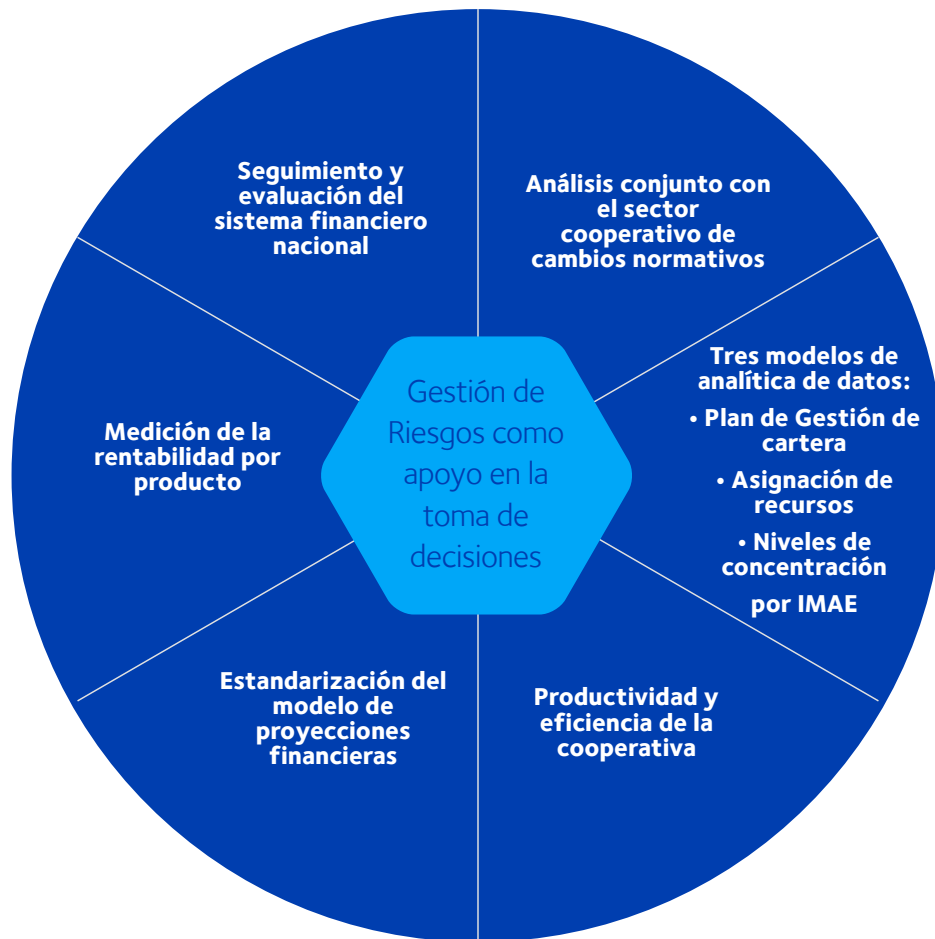 Seguimiento y
evaluación del
sistema financiero
nacional
Análisis conjunto con
el sector
cooperativo de
cambios normativos
Tres modelos de
analítica de datos:
• Plan de Gestión de
cartera
• Asignación de
recursos
• Niveles de
concentración
por IMAE
Gestión de
Riesgos como
apoyo en la
toma de
decisiones
Medición de la
rentabilidad por
producto
Estandarización del
modelo de
proyecciones
financieras
Productividad y
eficiencia de la
cooperativa